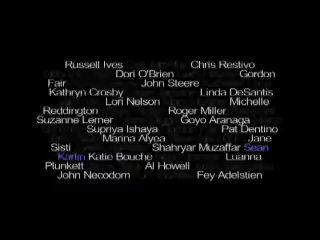 Russell Ives Chris Restivo
Dori O'Brien Gordon
Fair John Steere
Kathryn Crosby Linda DeSantis
Lori Nelson Michelle
Reddington Roger Miller
Suzanne Lerner Goyo Aranaga
Supriya Ishaya Pat Dentino
Marina Alyea Jane
Sisti Shahryar Muzaffar Sean
Karlin Katie Bouche Luanna
Plunkett Al Howell
John Necodom Fey Adelstien